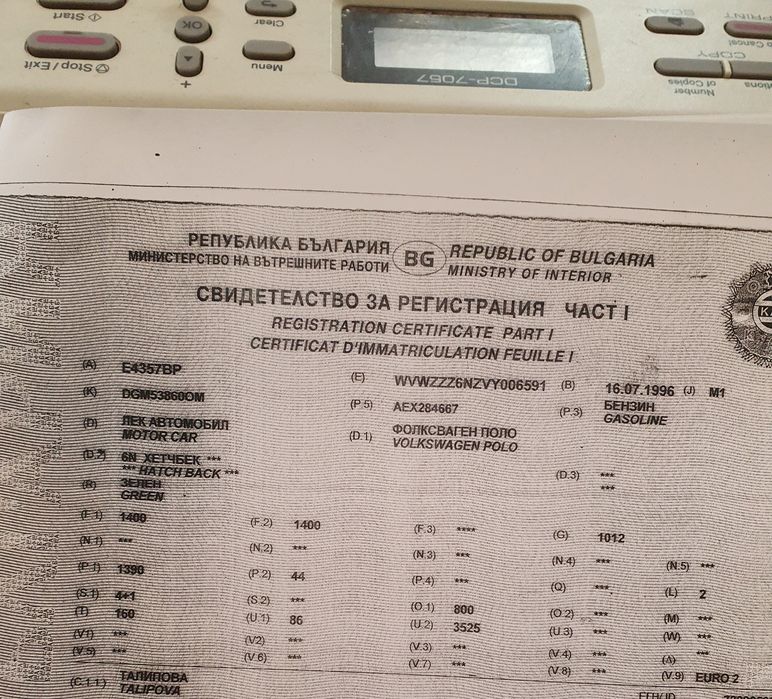 Start
Stop / Exit
OK
Clear
Menu
+
DCP-7057
SCAN
COPY
Number
of Copies
РЕПУБЛИКА БЪЛГАРИЯ BG REPUBLIC OF BULGARIA
МИНИСТЕРСТВО НА ВЪТРЕШНИТЕ РАБОТИ MINISTRY OF INTERIOR
СВИДЕТЕЛСТВО ЗА РЕГИСТРАЦИЯ ЧАСТ I
REGISTRATION CERTIFICATE PART I
CERTIFICAT D'IMMATRICULATION FEUILLE I
(A) E4357BP (E) WVWZZZ6NZVY006591 (B) 16.07.1996 (J) M1
(K) DGM53860OM (P.5) AEX284667 (P.3) БЕНЗИН
GASOLINE
(D) ЛЕК АВТОМОБИЛ (D.1) ФОЛКСВАГЕН ПОЛО
MOTOR CAR VOLKSWAGEN POLO
(D.2) 6N ХЕТЧБЕК *** (D.3) ***
*** HATCH BACK *** ***
(R) ЗЕЛЕН
GREEN
(F.1) 1400 (F.2) 1400 (F.3) **** (G) 1012
(N.1) *** (N.2) *** (N.3) *** (N.4) *** (N.5) ***
(P.1) 1390 (P.2) 44 (P.4) *** (Q) *** (L) 2
(S.1) 4+1 (S.2) *** (O.1) 800 (O.2) *** (M) ***
(T) 160 (U.1) 86 (U.2) 3525 (U.3) *** (W) ***
(V1) *** (V2) *** (V.3) *** (V.4) *** (Δ) ***
(V.5) *** (V.6) *** (V.7) *** (V.8) *** (V.9) EURO 2
(C.1.1) ТАЛИПОВА
TALIPOVA